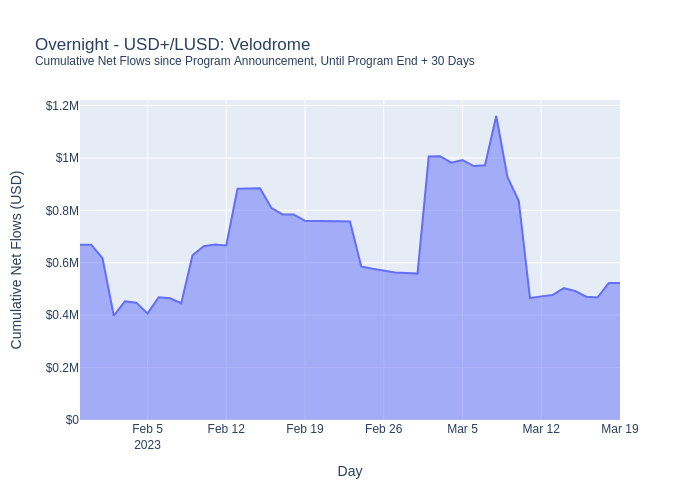 Overnight - USD+/LUSD: Velodrome
Cumulative Net Flows since Program Announcement, Until Program End + 30 Days
Cumulative Net Flows (USD)
$1.2M
$1M
$0.8M
$0.6M
$0.4M
$0.2M
$0
Feb 5 Feb 12 Feb 19 Feb 26 Mar 5 Mar 12 Mar 19
2023
Day